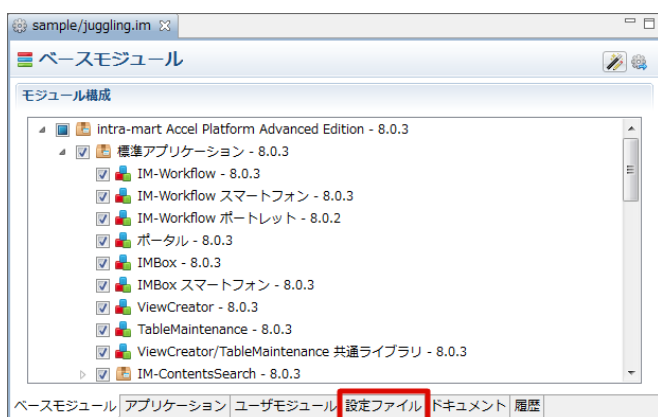 sample/juggling.im
ベースモジュール
モジュール構成
intra-mart Accel Platform Advanced Edition - 8.0.3
標準アプリケーション - 8.0.3
IM-Workflow - 8.0.3
IM-Workflow スマートフォン - 8.0.3
IM-Workflow ポートレット - 8.0.2
ポータル - 8.0.3
IMBox - 8.0.3
IMBox スマートフォン - 8.0.3
ViewCreator - 8.0.3
TableMaintenance - 8.0.3
ViewCreator/TableMaintenance 共通ライブラリ - 8.0.3
IM-ContentsSearch - 8.0.3
ベースモジュール アプリケーション ユーザモジュール 設定ファイル ドキュメント 履歴